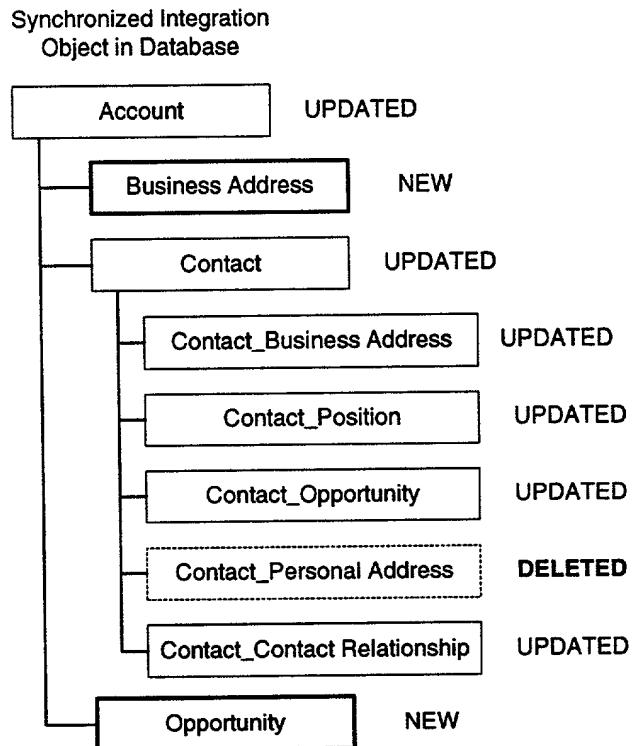 Synchronized Integration
Object in Database
Account UPDATED
Business Address NEW
Contact UPDATED
Contact_Business Address UPDATED
Contact_Position UPDATED
Contact_Opportunity UPDATED
Contact_Personal Address DELETED
Contact_Contact Relationship UPDATED
Opportunity NEW